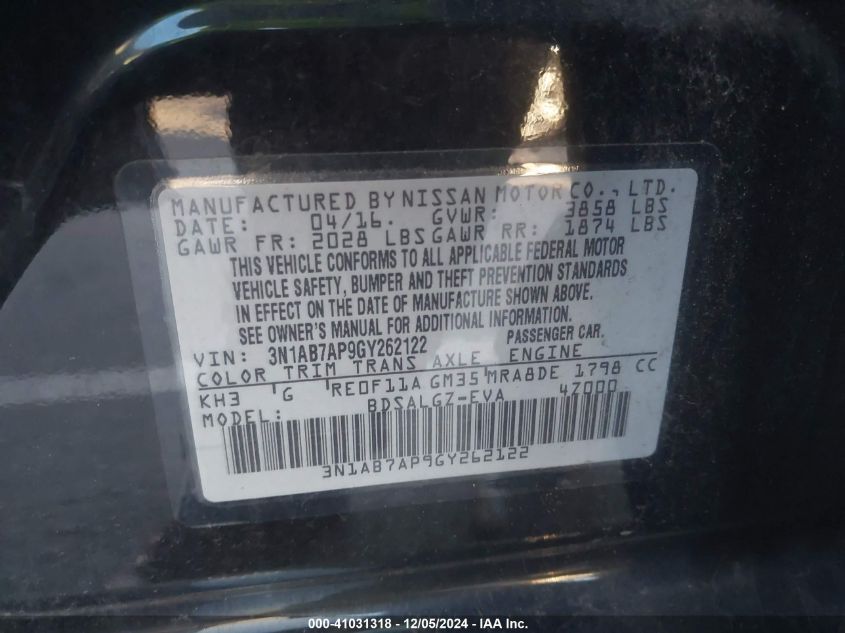 MANUFACTURED BY NISSAN MOTOR CO., LTD.
DATE: 04/16. GVWR: 3858 LBS
GAWR FR: 2028 LBS GAWR RR: 1874 LBS
THIS VEHICLE CONFORMS TO ALL APPLICABLE FEDERAL MOTOR
VEHICLE SAFETY, BUMPER AND THEFT PREVENTION STANDARDS
IN EFFECT ON THE DATE OF MANUFACTURE SHOWN ABOVE.
SEE OWNER'S MANUAL FOR ADDITIONAL INFORMATION.
VIN: 3N1AB7AP9GY262122 PASSENGER CAR.
COLOR TRIM TRANS AXLE ENGINE
KH3 G RE0F11A GM35 MRA8DE 1798 CC
MODEL: BDSALGZ-EVA 4Z000
3N1AB7AP9GY262122
000-41031318 - 12/05/2024 - IAA Inc.